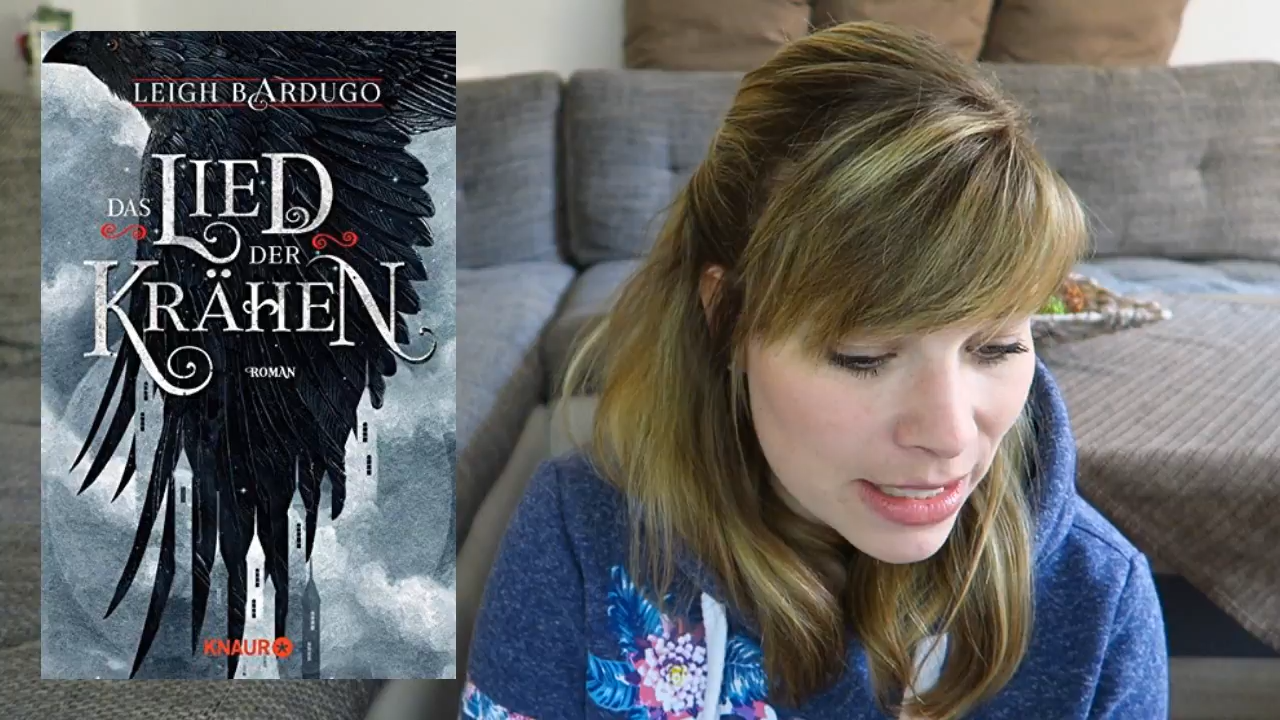 LEIGH BARDUGO
DAS LIED
DER
KRÄHEN
ROMAN
KNAUR